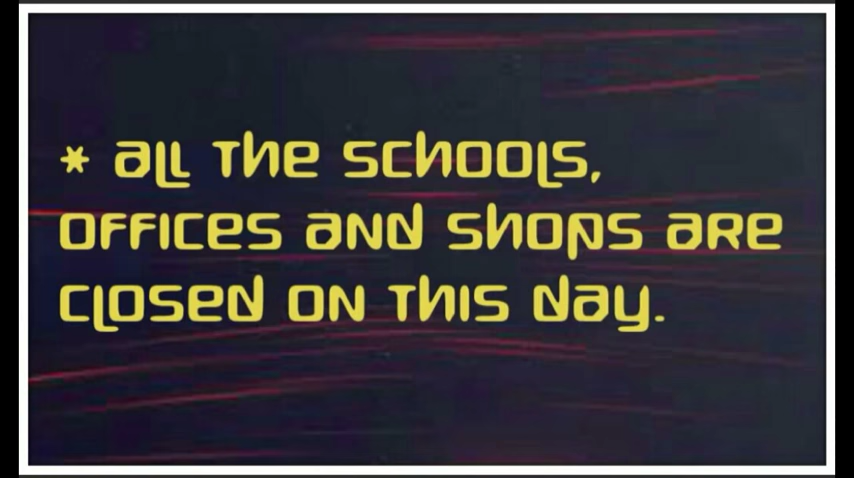 * all the schools,
offices and shops are
closed on this day.